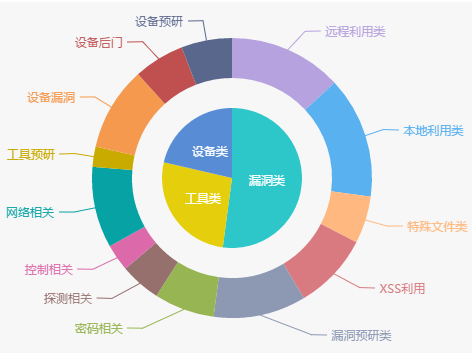 设备预研
远程利用类
设备后门
设备漏洞
本地利用类
工具预研
设备类
漏洞类
工具类
网络相关
特殊文件类
控制相关
探测相关
XSS利用
密码相关
漏洞预研类